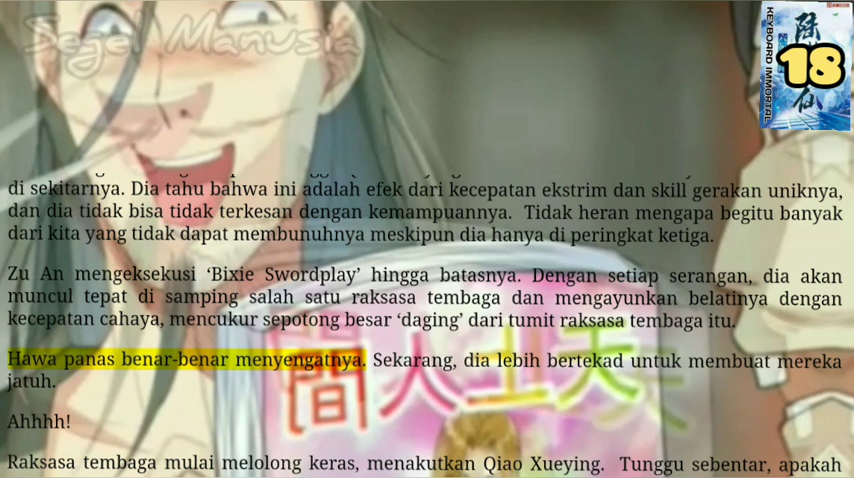 Segel Manusia
KEYBOARD IMMORTAL
18
di sekitarnya. Dia tahu bahwa ini adalah efek dari kecepatan ekstrim dan skill gerakan uniknya,
dan dia tidak bisa tidak terkesan dengan kemampuannya. Tidak heran mengapa begitu banyak
dari kita yang tidak dapat membunuhnya meskipun dia hanya di peringkat ketiga.
Zu An mengeksekusi ‘Bixie Swordplay’ hingga batasnya. Dengan setiap serangan, dia akan
muncul tepat di samping salah satu raksasa tembaga dan mengayunkan belatinya dengan
kecepatan cahaya, mencukur sepotong besar ‘daging’ dari tumit raksasa tembaga itu.
Hawa panas benar-benar menyengatnya. Sekarang, dia lebih bertekad untuk membuat mereka
jatuh.
間人上天
Ahhhh!
Raksasa tembaga mulai melolong keras, menakutkan Qiao Xueying. Tunggu sebentar, apakah